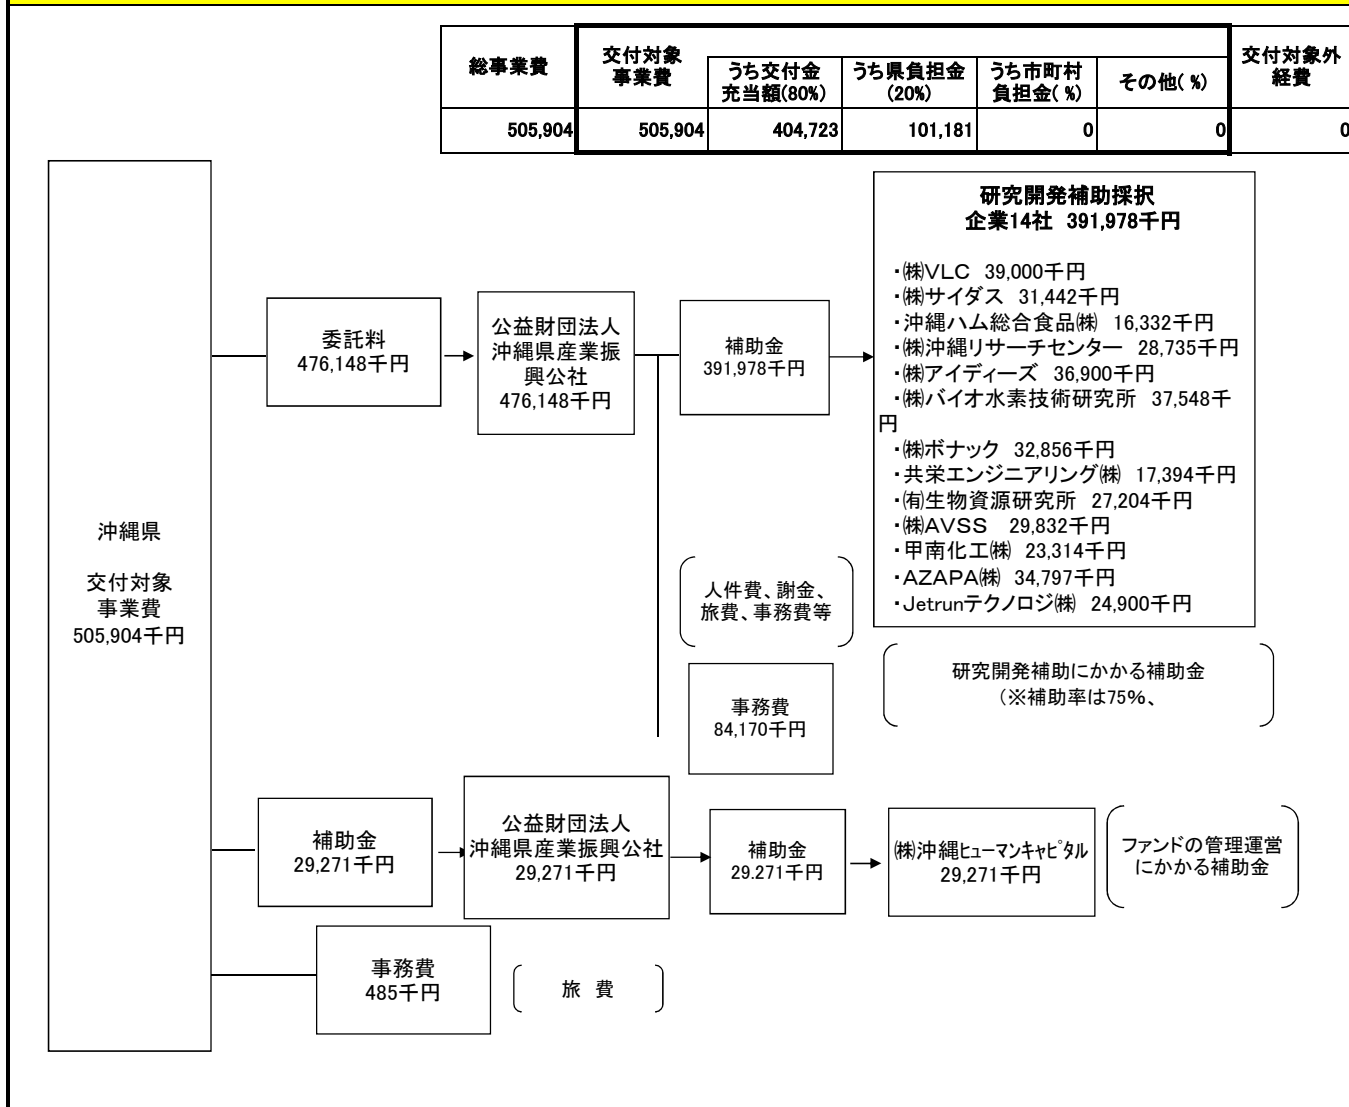 総事業費
交付対象
事業費
うち交付金
充当額(80%)
うち県負担金
(20%)
うち市町村
負担金( %)
その他( %)
交付対象外
経費
505,904
505,904
404,723
101,181
0
0
0
沖縄県
交付対象
事業費
505,904千円
委託料
476,148千円
公益財団法人
沖縄県産業振
興公社
476,148千円
補助金
391,978千円
研究開発補助採択
企業14社 391,978千円
・㈱VLC 39,000千円
・㈱サイダス 31,442千円
・沖縄ハム総合食品㈱ 16,332千円
・㈱沖縄リサーチセンター 28,735千円
・㈱アイディーズ 36,900千円
・㈱バイオ水素技術研究所 37,548千
円
・㈱ボナック 32,856千円
・共栄エンジニアリング㈱ 17,394千円
・㈲生物資源研究所 27,204千円
・㈱AVSS 29,832千円
・甲南化工㈱ 23,314千円
・AZAPA㈱ 34,797千円
・Jetrunテクノロジ㈱ 24,900千円
人件費、謝金、
旅費、事務費等
研究開発補助にかかる補助金
(※補助率は75%、
事務費
84,170千円
補助金
29,271千円
公益財団法人
沖縄県産業振興公社
29,271千円
補助金
29.271千円
㈱沖縄ﾋｭｰﾏﾝｷｬﾋﾟﾀﾙ
29,271千円
ファンドの管理運営
にかかる補助金
事務費
485千円
旅 費